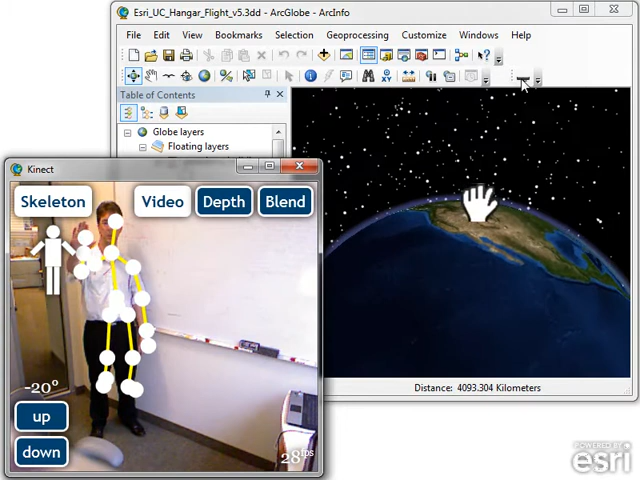 Esri_UC_Hangar_Flight_v5.3dd - ArcGlobe - ArcInfo
File Edit View Bookmarks Selection Geoprocessing Customize Windows Help
Table of Contents
Globe layers
Floating layers
Kinect
Skeleton Video Depth Blend
-20°
up
down
28fps
Distance: 4093.304 Kilometers
POWERED BY
esri